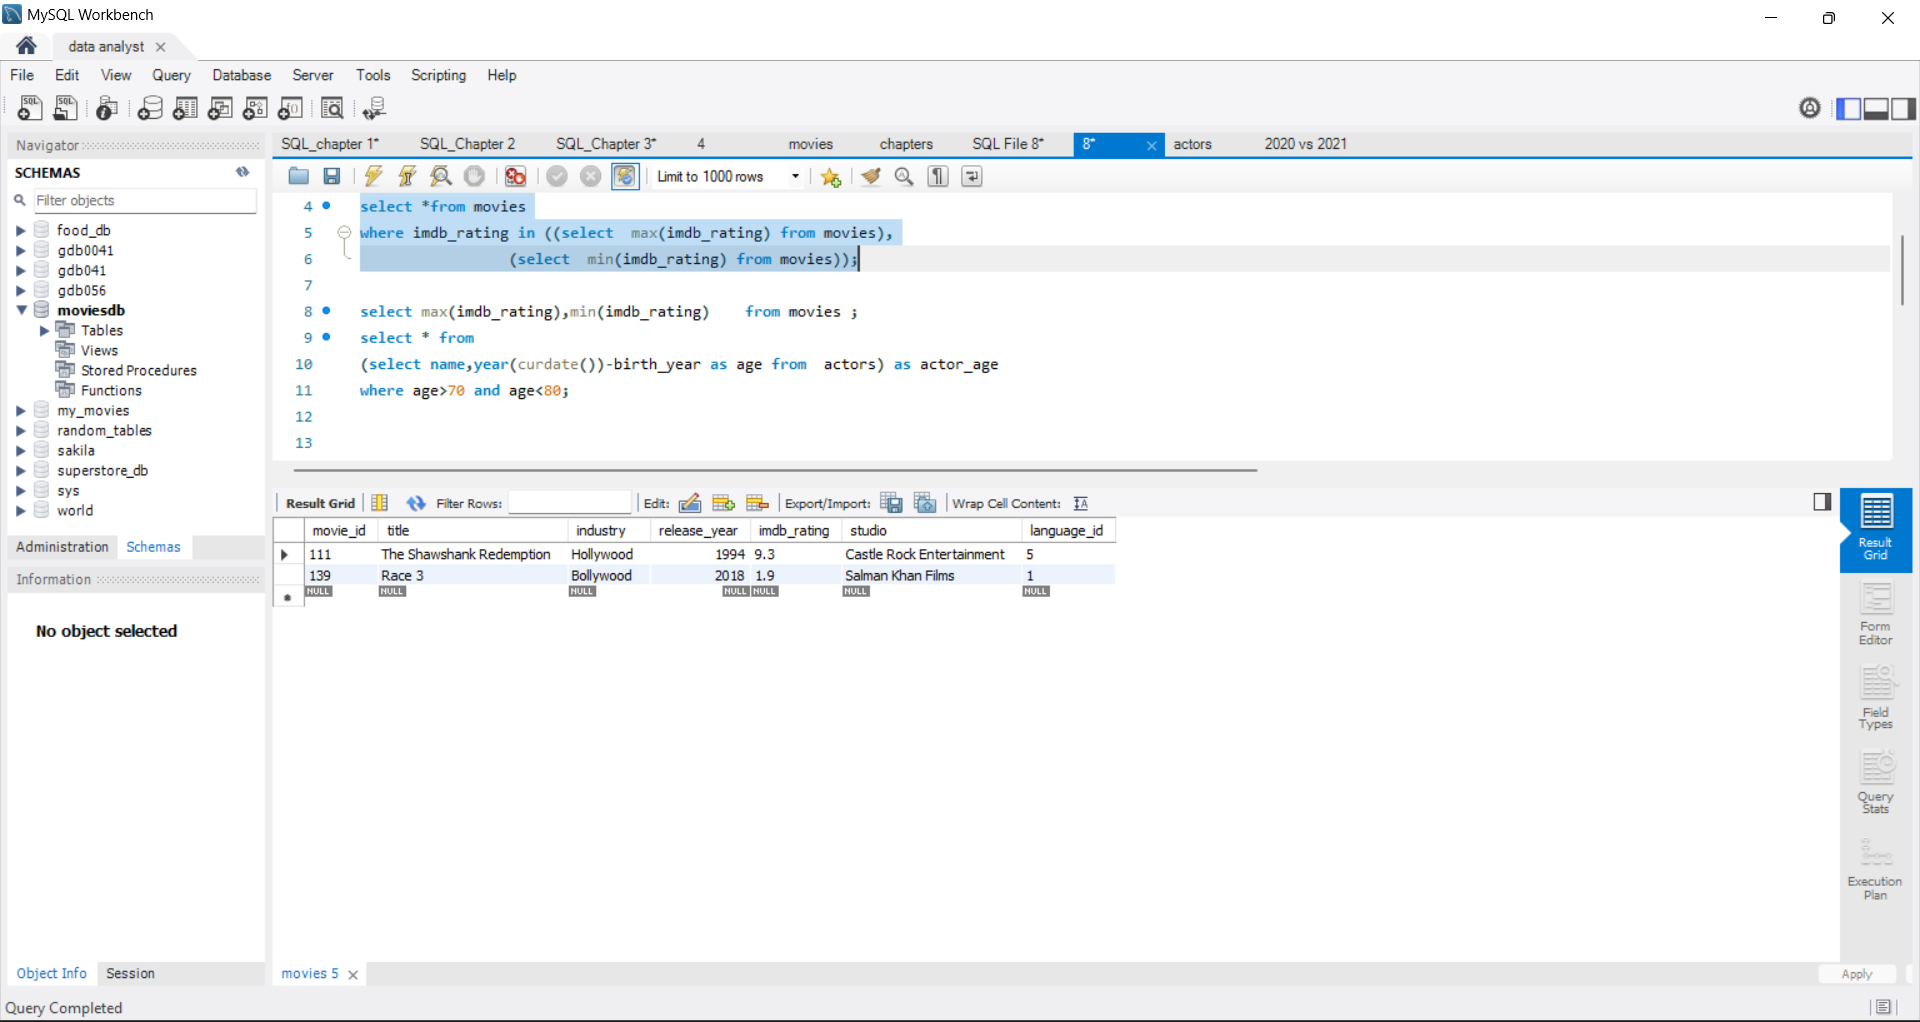 MySQL Workbench
data analyst
File Edit View Query Database Server Tools Scripting Help
Navigator
SCHEMAS
Filter objects
food_db
gdb0041
gdb041
gdb056
moviesdb
Tables
Views
Stored Procedures
Functions
my_movies
random_tables
sakila
superstore_db
sys
world
Administration Schemas
Information
No object selected
Object Info Session
SQL_chapter 1* SQL_Chapter 2 SQL_Chapter 3* 4 movies chapters SQL File 8* 8* actors 2020 vs 2021
Limit to 1000 rows
4 select *from movies
5 where imdb_rating in ((select max(imdb_rating) from movies),
6 (select min(imdb_rating) from movies));
7
8 select max(imdb_rating),min(imdb_rating) from movies ;
9 select * from
10 (select name,year(curdate())-birth_year as age from actors) as actor_age
11 where age>70 and age<80;
12
13
Result Grid Filter Rows: Edit: Export/Import: Wrap Cell Content:
movie_id title industry release_year imdb_rating studio language_id
111 The Shawshank Redemption Hollywood 1994 9.3 Castle Rock Entertainment 5
139 Race 3 Bollywood 2018 1.9 Salman Khan Films 1
NULL NULL NULL NULL NULL NULL NULL
Result
Grid
Form
Editor
Field
Types
Query
Stats
Execution
Plan
movies 5
Apply
Query Completed